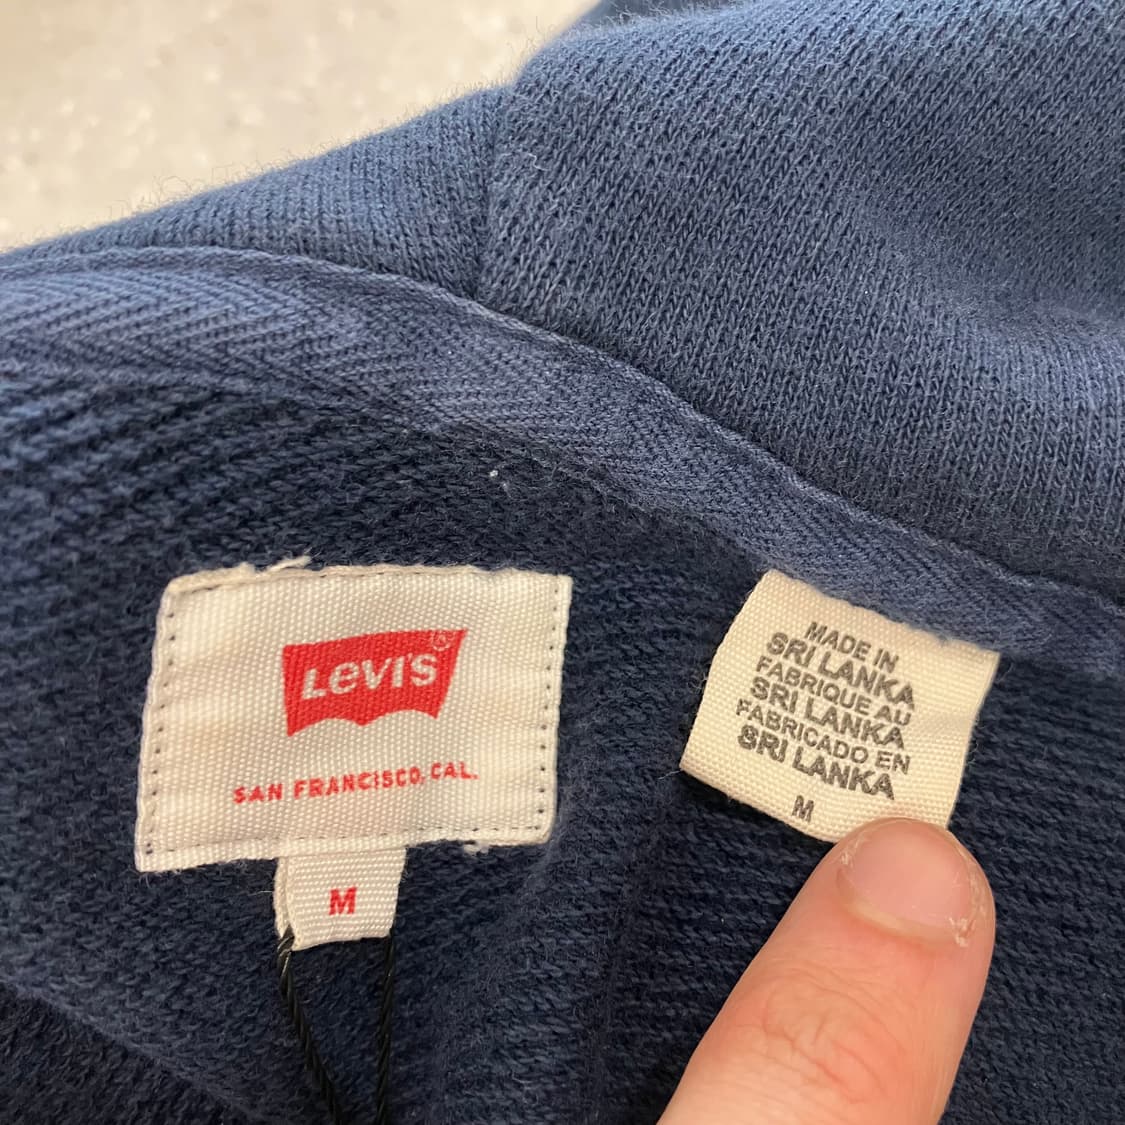 Levi's®
SAN FRANCISCO, CAL.
M
MADE IN
SRI LANKA
FABRIQUE AU
SRI LANKA
FABRICADO EN
SRI LANKA
M